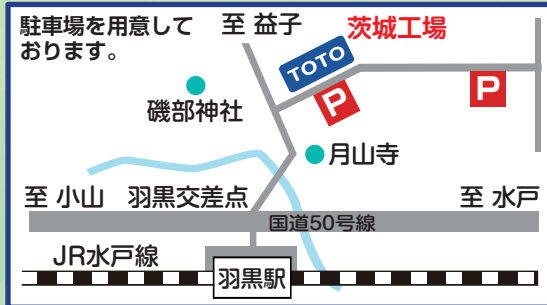 駐車場を用意して
おります。
至 益子
茨城工場
TOTO
P
P
磯部神社
月山寺
至 小山
羽黒交差点
至 水戸
国道50号線
JR水戸線
羽黒駅